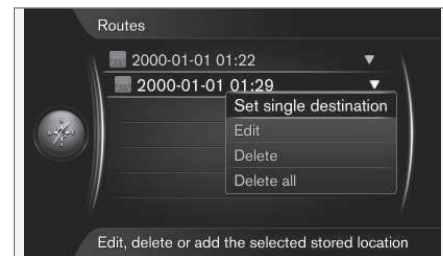 Routes
2000-01-01 01:22
2000-01-01 01:29
Set single destination
Edit
Delete
Delete all
Edit, delete or add the selected stored location